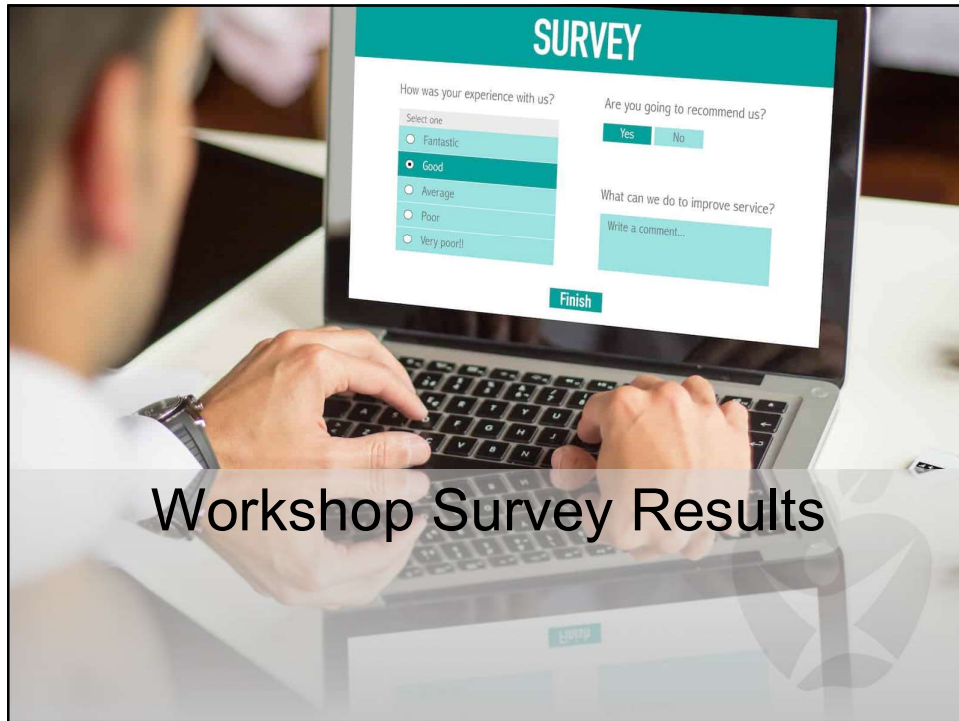 SURVEY
How was your experience with us?
Select one
Fantastic
Good
Average
Poor
Very poor!!
Are you going to recommend us?
Yes No
What can we do to improve service?
Write a comment...
Finish
Workshop Survey Results